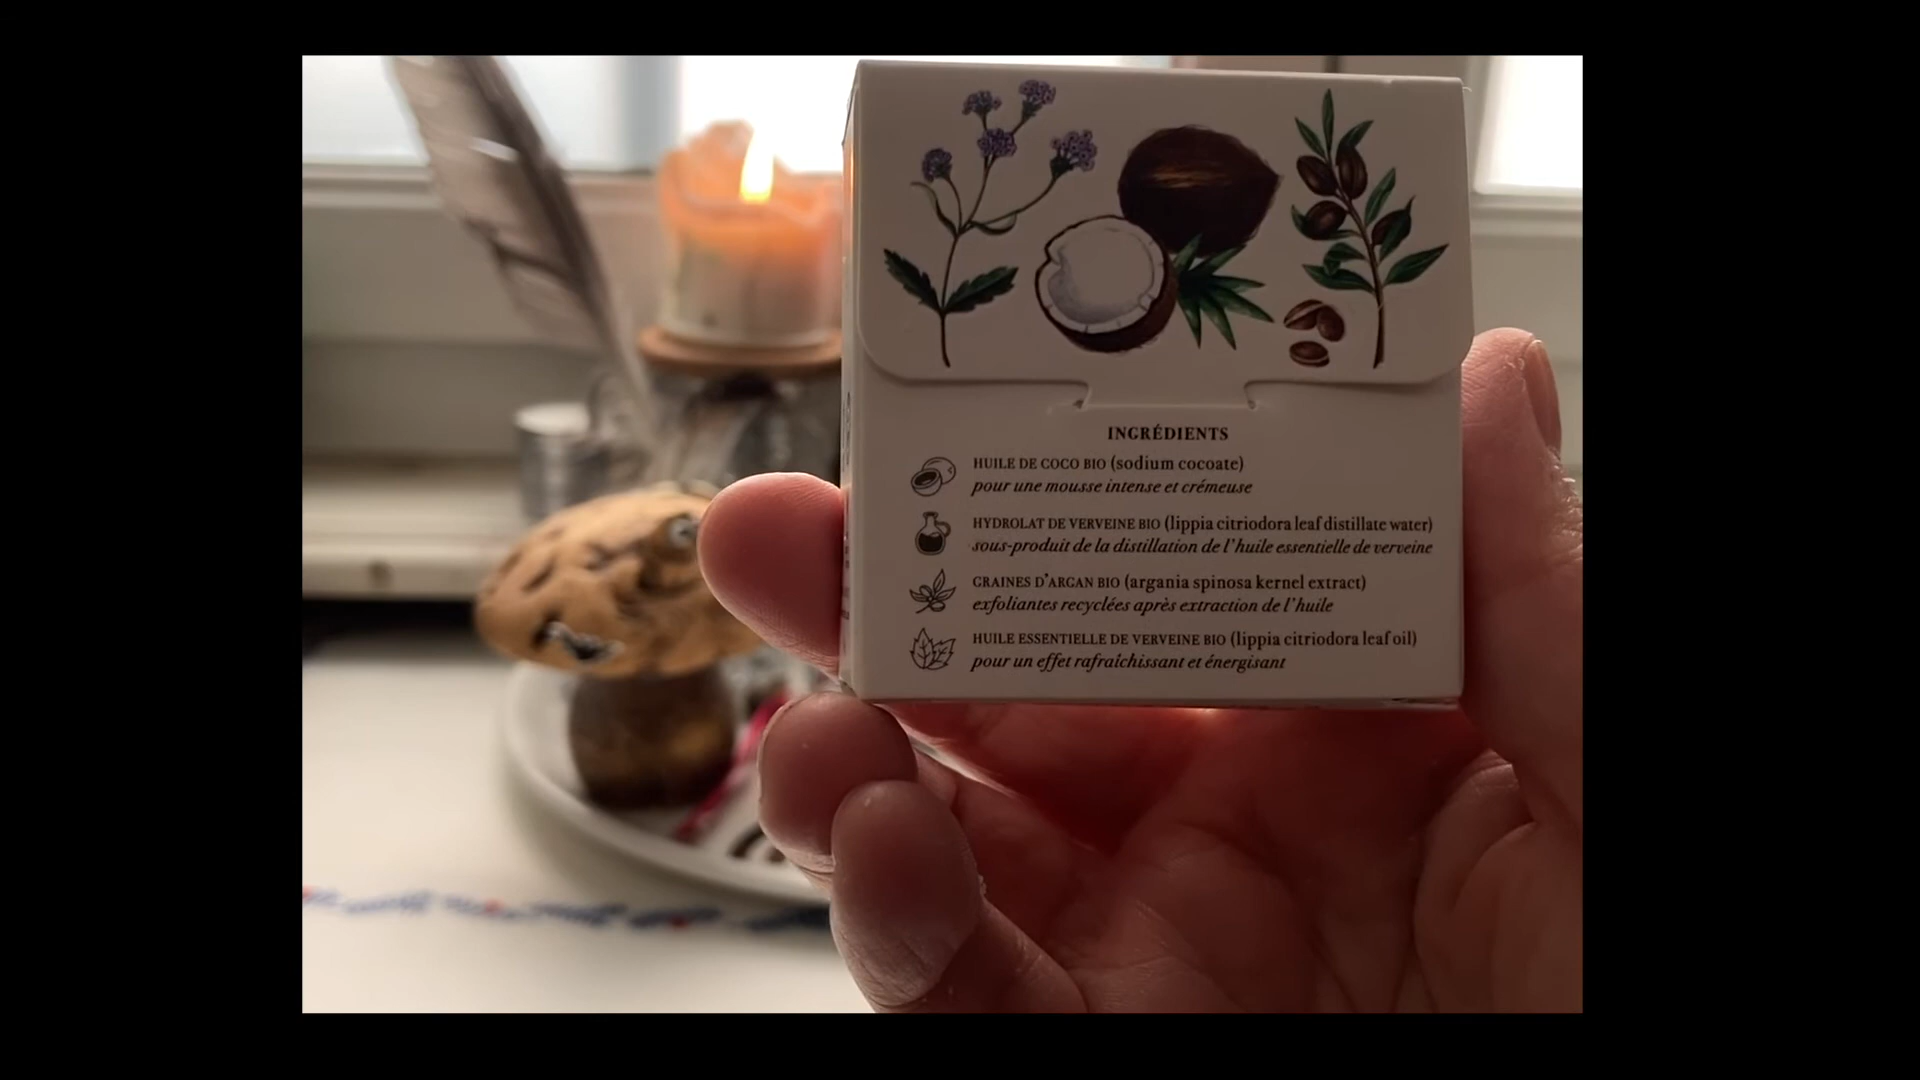 INGRÉDIENTS
HUILE DE COCO BIO (sodium cocoate)
pour une mousse intense et crémeuse
HYDROLAT DE VERVEINE BIO (lippia citriodora leaf distillate water)
sous-produit de la distillation de l'huile essentielle de verveine
GRAINES D'ARGAN BIO (argania spinosa kernel extract)
exfoliantes recyclées après extraction de l'huile
HUILE ESSENTIELLE DE VERVEINE BIO (lippia citriodora leaf oil)
pour un effet rafraîchissant et énergisant